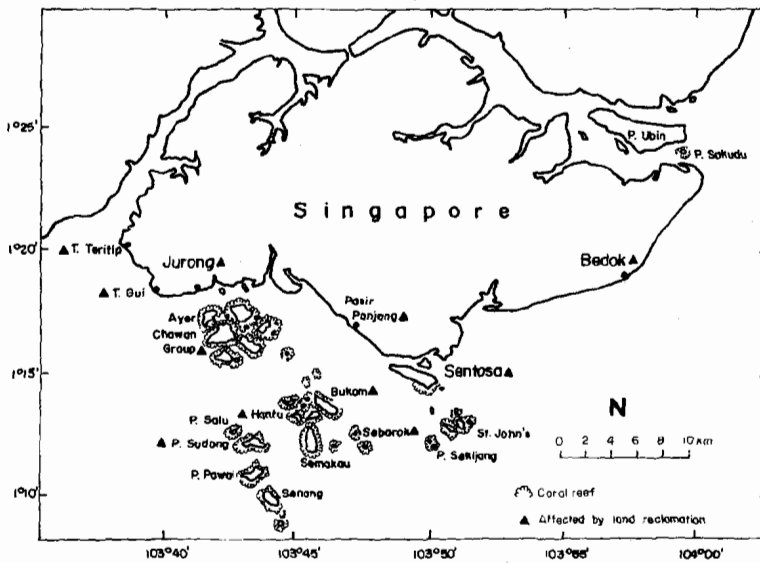 1°25'
P. Ubin
P. Sakudu
Singapore
1°20'
T. Teritip
Jurong
Bedok
T. Gui
Pasir
Panjang
Ayer
Chawan
Group
1°15'
Sentosa
Bukom
N
P. Salu
Hantu
0 2 4 6 8 10 km
P. Sudong
Sebarok
St. John's
P. Sekijang
Semakau
P. Pawai
Senang
1°10'
Coral reef
Affected by land reclamation
103°40'
103°45'
103°50'
103°55'
104°00'